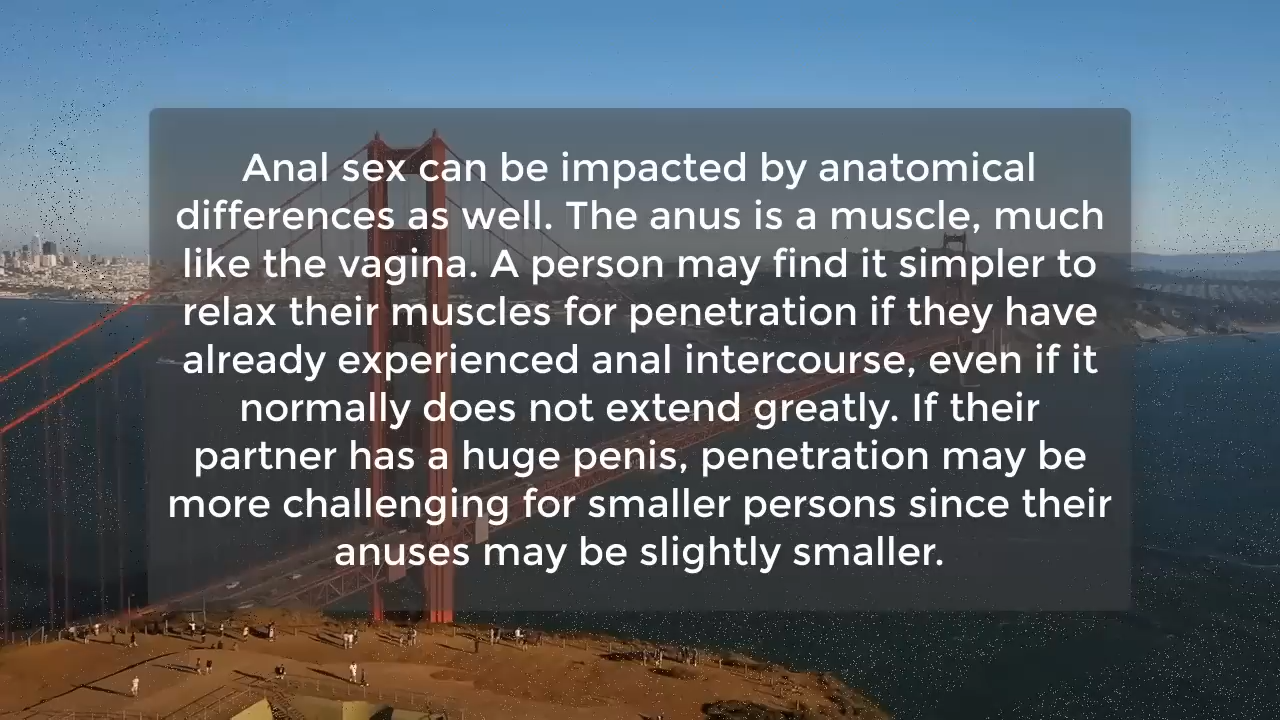 Anal sex can be impacted by anatomical
differences as well. The anus is a muscle, much
like the vagina. A person may find it simpler to
relax their muscles for penetration if they have
already experienced anal intercourse, even if it
normally does not extend greatly. If their
partner has a huge penis, penetration may be
more challenging for smaller persons since their
anuses may be slightly smaller.